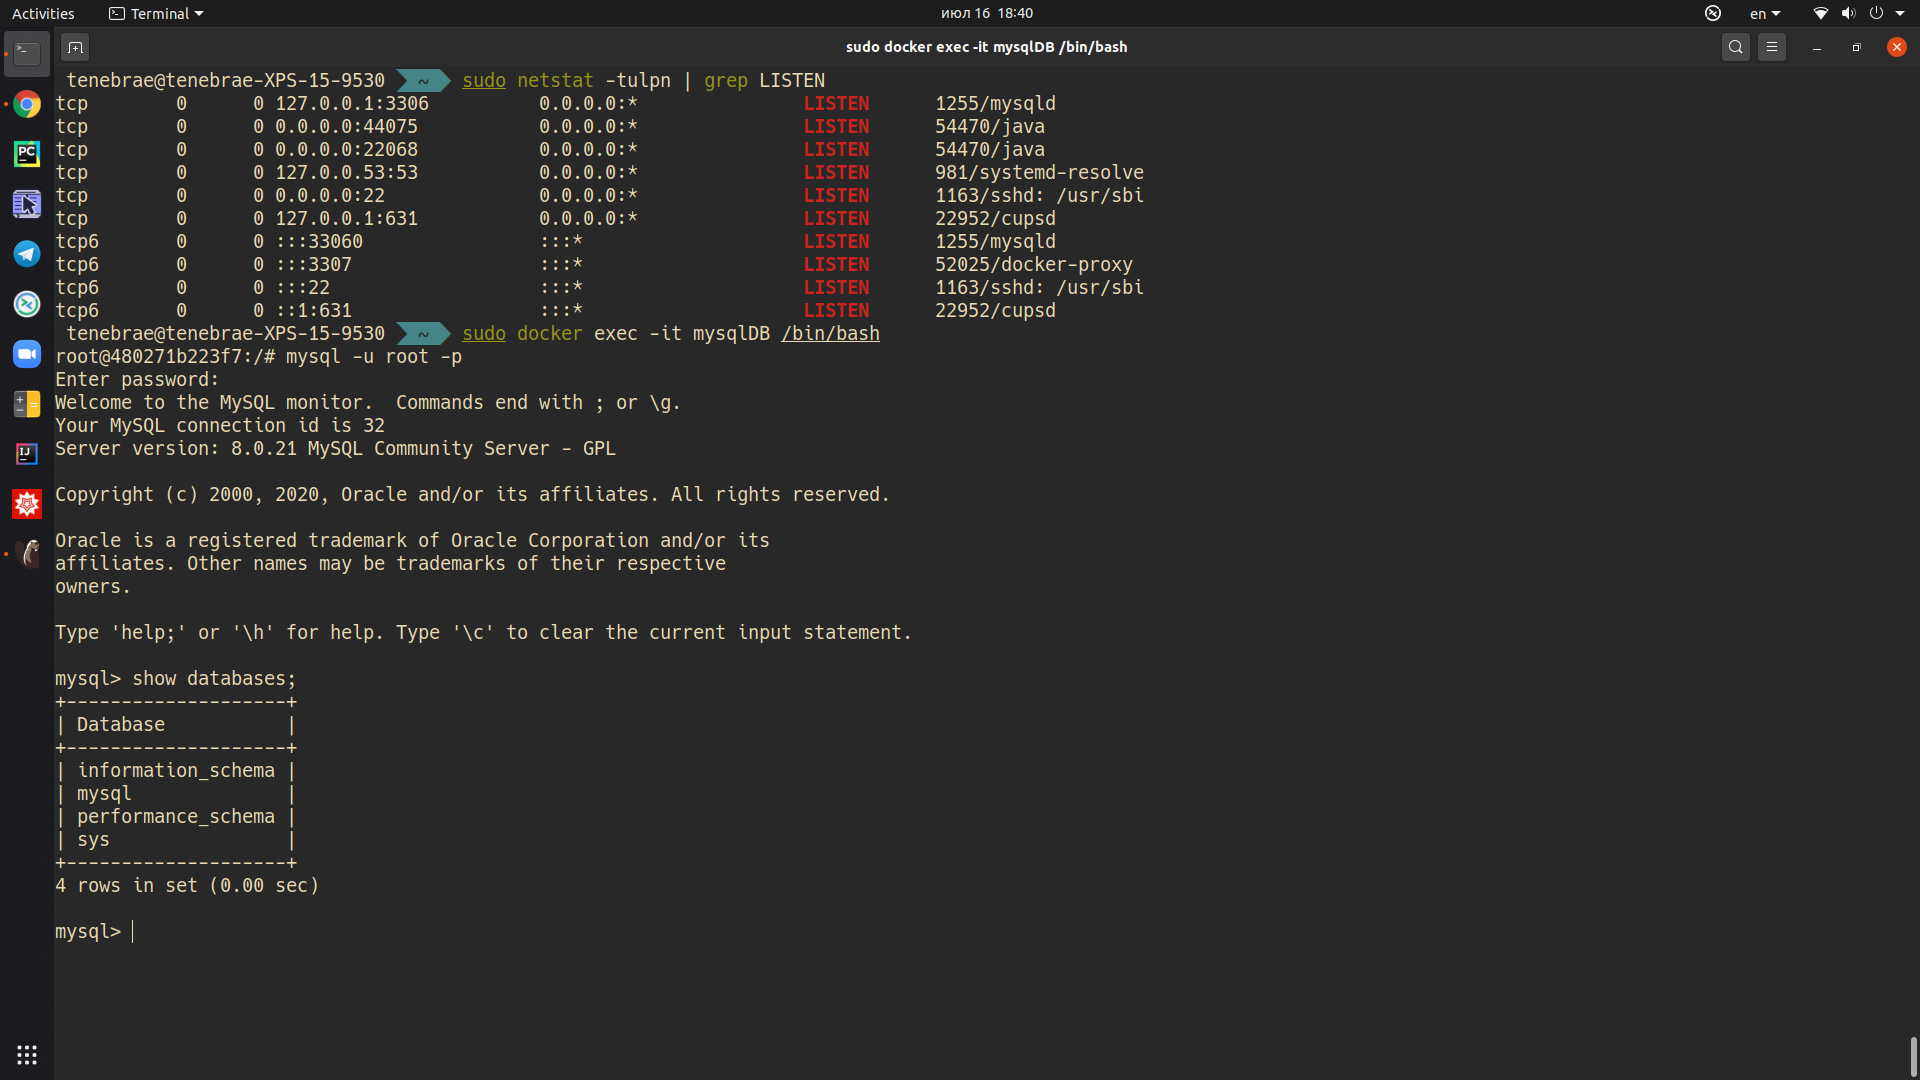 Activities
Terminal
июл 16 18:40
en
sudo docker exec -it mysqlDB /bin/bash
tenebrae@tenebrae-XPS-15-9530 ~ sudo netstat -tulpn | grep LISTEN
tcp        0      0 127.0.0.1:3306          0.0.0.0:*               LISTEN      1255/mysqld
tcp        0      0 0.0.0.0:44075           0.0.0.0:*               LISTEN      54470/java
tcp        0      0 0.0.0.0:22068           0.0.0.0:*               LISTEN      54470/java
tcp        0      0 127.0.0.53:53           0.0.0.0:*               LISTEN      981/systemd-resolve
tcp        0      0 0.0.0.0:22              0.0.0.0:*               LISTEN      1163/sshd: /usr/sbi
tcp        0      0 127.0.0.1:631           0.0.0.0:*               LISTEN      22952/cupsd
tcp6       0      0 :::33060                :::*                    LISTEN      1255/mysqld
tcp6       0      0 :::3307                 :::*                    LISTEN      52025/docker-proxy
tcp6       0      0 :::22                   :::*                    LISTEN      1163/sshd: /usr/sbi
tcp6       0      0 ::1:631                 :::*                    LISTEN      22952/cupsd
tenebrae@tenebrae-XPS-15-9530 ~ sudo docker exec -it mysqlDB /bin/bash
root@480271b223f7:/# mysql -u root -p
Enter password:
Welcome to the MySQL monitor.  Commands end with ; or \g.
Your MySQL connection id is 32
Server version: 8.0.21 MySQL Community Server - GPL
Copyright (c) 2000, 2020, Oracle and/or its affiliates. All rights reserved.
Oracle is a registered trademark of Oracle Corporation and/or its
affiliates. Other names may be trademarks of their respective
owners.
Type 'help;' or '\h' for help. Type '\c' to clear the current input statement.
mysql> show databases;
+--------------------+
| Database           |
+--------------------+
| information_schema |
| mysql              |
| performance_schema |
| sys                |
+--------------------+
4 rows in set (0.00 sec)
mysql>
PC
IJ